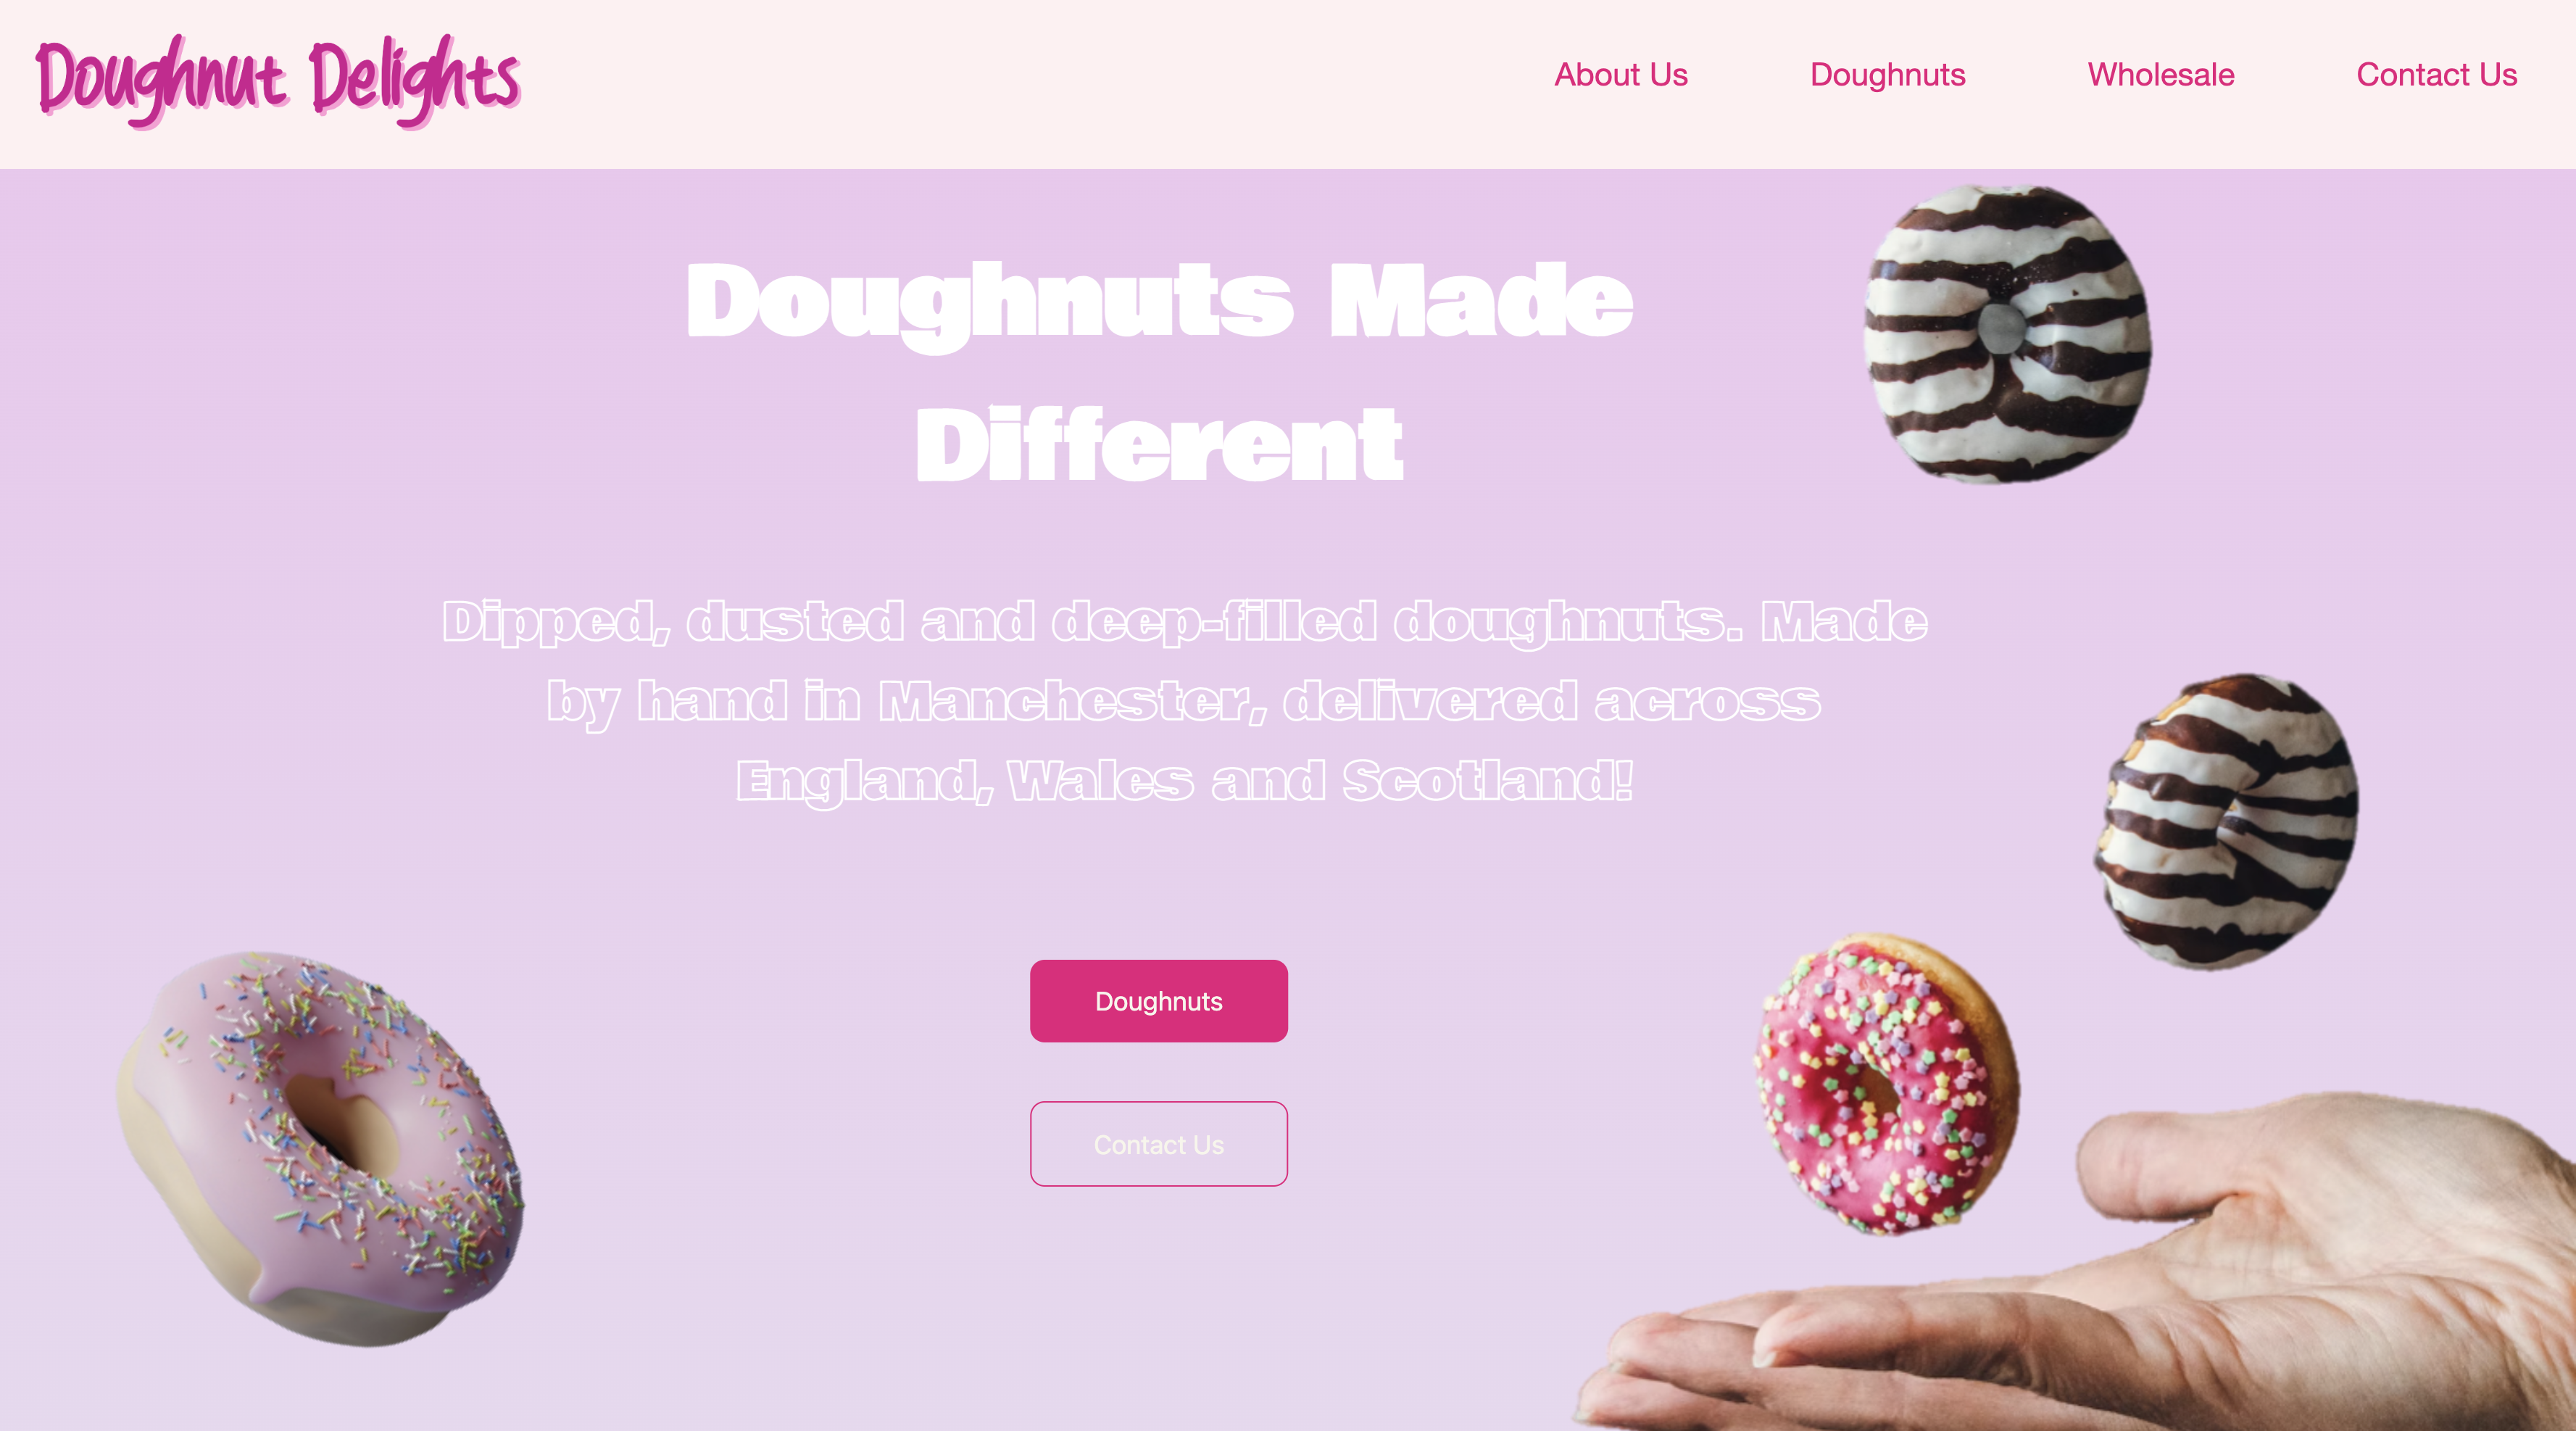 Doughnut Delights
About Us
Doughnuts
Wholesale
Contact Us
Doughnuts Made
Different
Dipped, dusted and deep-filled doughnuts. Made
by hand in Manchester, delivered across
England, Wales and Scotland!
Doughnuts
Contact Us